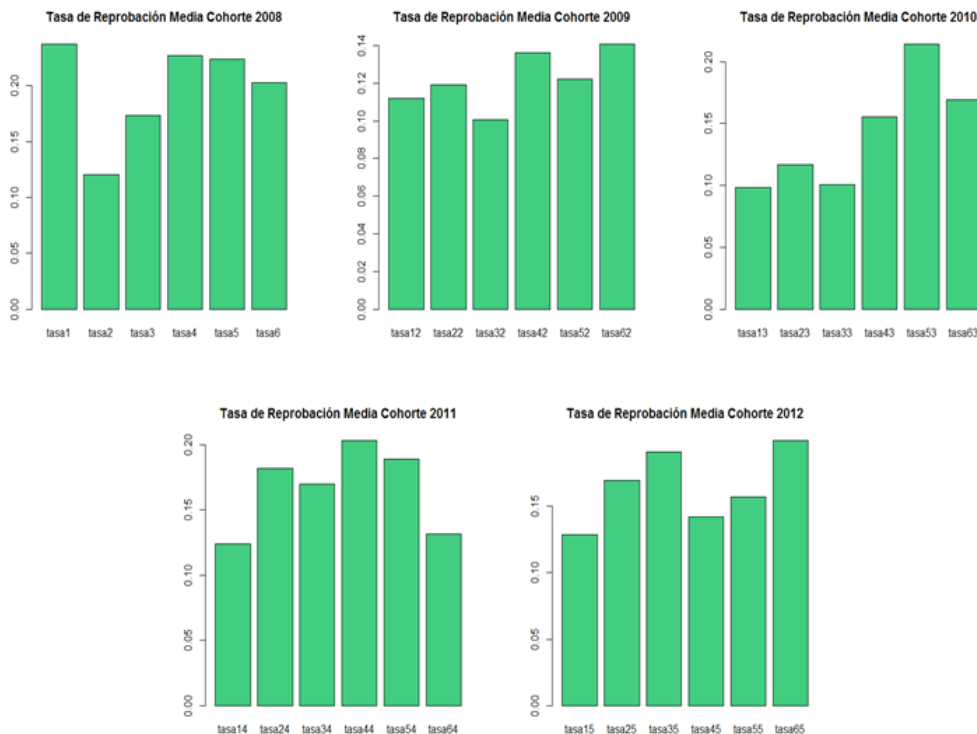 Tasa de Reprobación Media Cohorte 2008
0.20
0.15
0.10
0.05
0.00
tasa1 tasa2 tasa3 tasa4 tasa5 tasa6
Tasa de Reprobación Media Cohorte 2009
0.14
0.12
0.10
0.08
0.06
0.04
0.02
0.00
tasa12 tasa22 tasa32 tasa42 tasa52 tasa62
Tasa de Reprobación Media Cohorte 2010
0.20
0.15
0.10
0.05
0.00
tasa13 tasa23 tasa33 tasa43 tasa53 tasa63
Tasa de Reprobación Media Cohorte 2011
0.20
0.15
0.10
0.05
0.00
tasa14 tasa24 tasa34 tasa44 tasa54 tasa64
Tasa de Reprobación Media Cohorte 2012
0.15
0.10
0.05
0.00
tasa15 tasa25 tasa35 tasa45 tasa55 tasa65